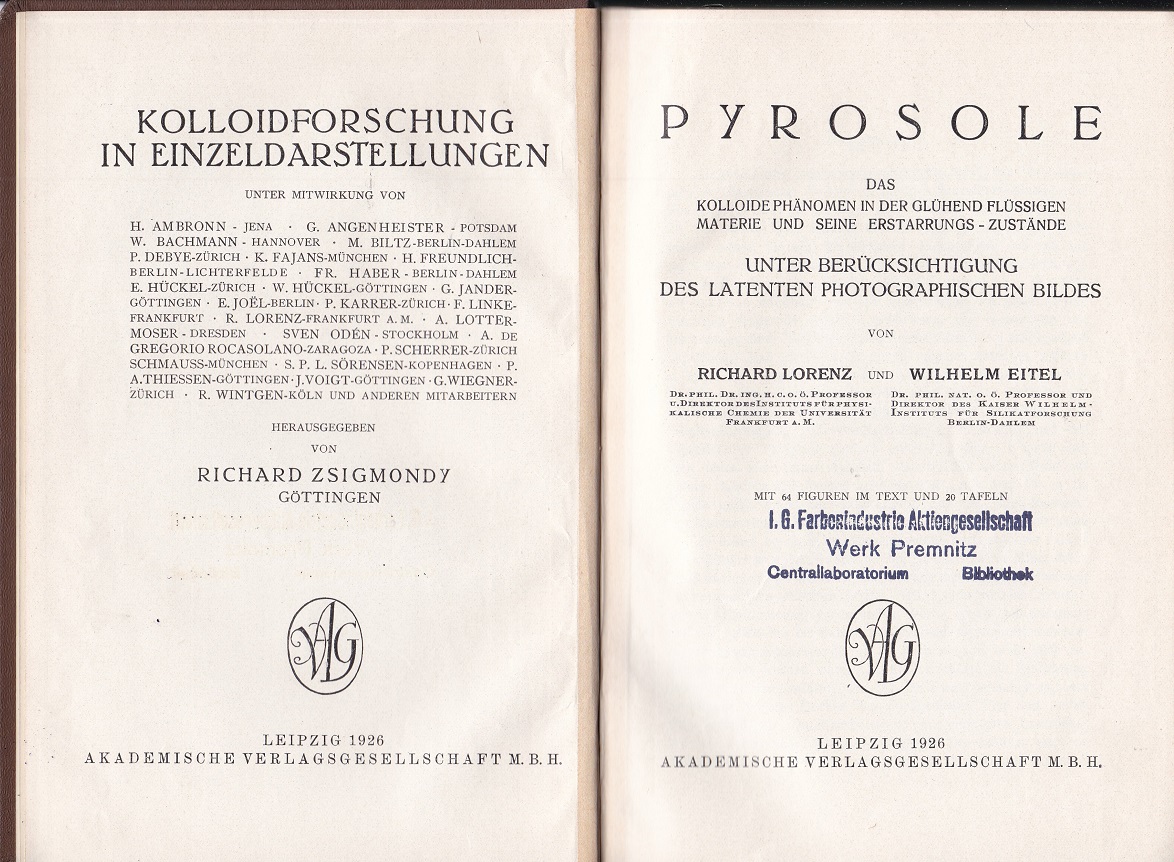 KOLLOIDFORSCHUNG
IN EINZELDARSTELLUNGEN
UNTER MITWIRKUNG VON
H. AMBRONN - JENA · G. ANGENHEISTER - POTSDAM
W. BACHMANN - HANNOVER · M. BILTZ-BERLIN-DAHLEM
P. DEBYE-ZÜRICH · K. FAJANS-MÜNCHEN · H. FREUNDLICH-
BERLIN-LICHTERFELDE · FR. HABER - BERLIN-DAHLEM
E. HÜCKEL-ZÜRICH · W. HÜCKEL-GÖTTINGEN · G. JANDER-
GÖTTINGEN · E. JOËL-BERLIN · P. KARRER-ZÜRICH · F. LINKE-
FRANKFURT · R. LORENZ-FRANKFURT A. M. · A. LOTTER-
MOSER - DRESDEN · SVEN ODÉN - STOCKHOLM · A. DE
GREGORIO ROCASOLANO-ZARAGOZA · P. SCHERRER-ZÜRICH
SCHMAUSS-MÜNCHEN · S. P. L. SÖRENSEN-KOPENHAGEN · P.
A. THIESSEN-GÖTTINGEN · J. VOIGT-GÖTTINGEN · G. WIEGNER-
ZÜRICH · R. WINTGEN-KÖLN UND ANDEREN MITARBEITERN
HERAUSGEGEBEN
VON
RICHARD ZSIGMONDY
GÖTTINGEN
VAG
LEIPZIG 1926
AKADEMISCHE VERLAGSGESELLSCHAFT M. B. H.
PYROSOLE
DAS
KOLLOIDE PHÄNOMEN IN DER GLÜHEND FLÜSSIGEN
MATERIE UND SEINE ERSTARRUNGS - ZUSTÄNDE
UNTER BERÜCKSICHTIGUNG
DES LATENTEN PHOTOGRAPHISCHEN BILDES
VON
RICHARD LORENZ UND WILHELM EITEL
DR. PHIL. DR. ING. H. C. O. Ö. PROFESSOR
U. DIREKTOR DES INSTITUTS FÜR PHYSI-
KALISCHE CHEMIE DER UNIVERSITÄT
FRANKFURT A. M.
DR. PHIL. NAT. O. Ö. PROFESSOR UND
DIREKTOR DES KAISER WILHELM-
INSTITUTS FÜR SILIKATFORSCHUNG
BERLIN-DAHLEM
MIT 64 FIGUREN IM TEXT UND 20 TAFELN
I. G. Farbenindustrie Aktiengesellschaft
Werk Premnitz
Centrallaboratorium Bibliothek
VAG
LEIPZIG 1926
AKADEMISCHE VERLAGSGESELLSCHAFT M. B. H.